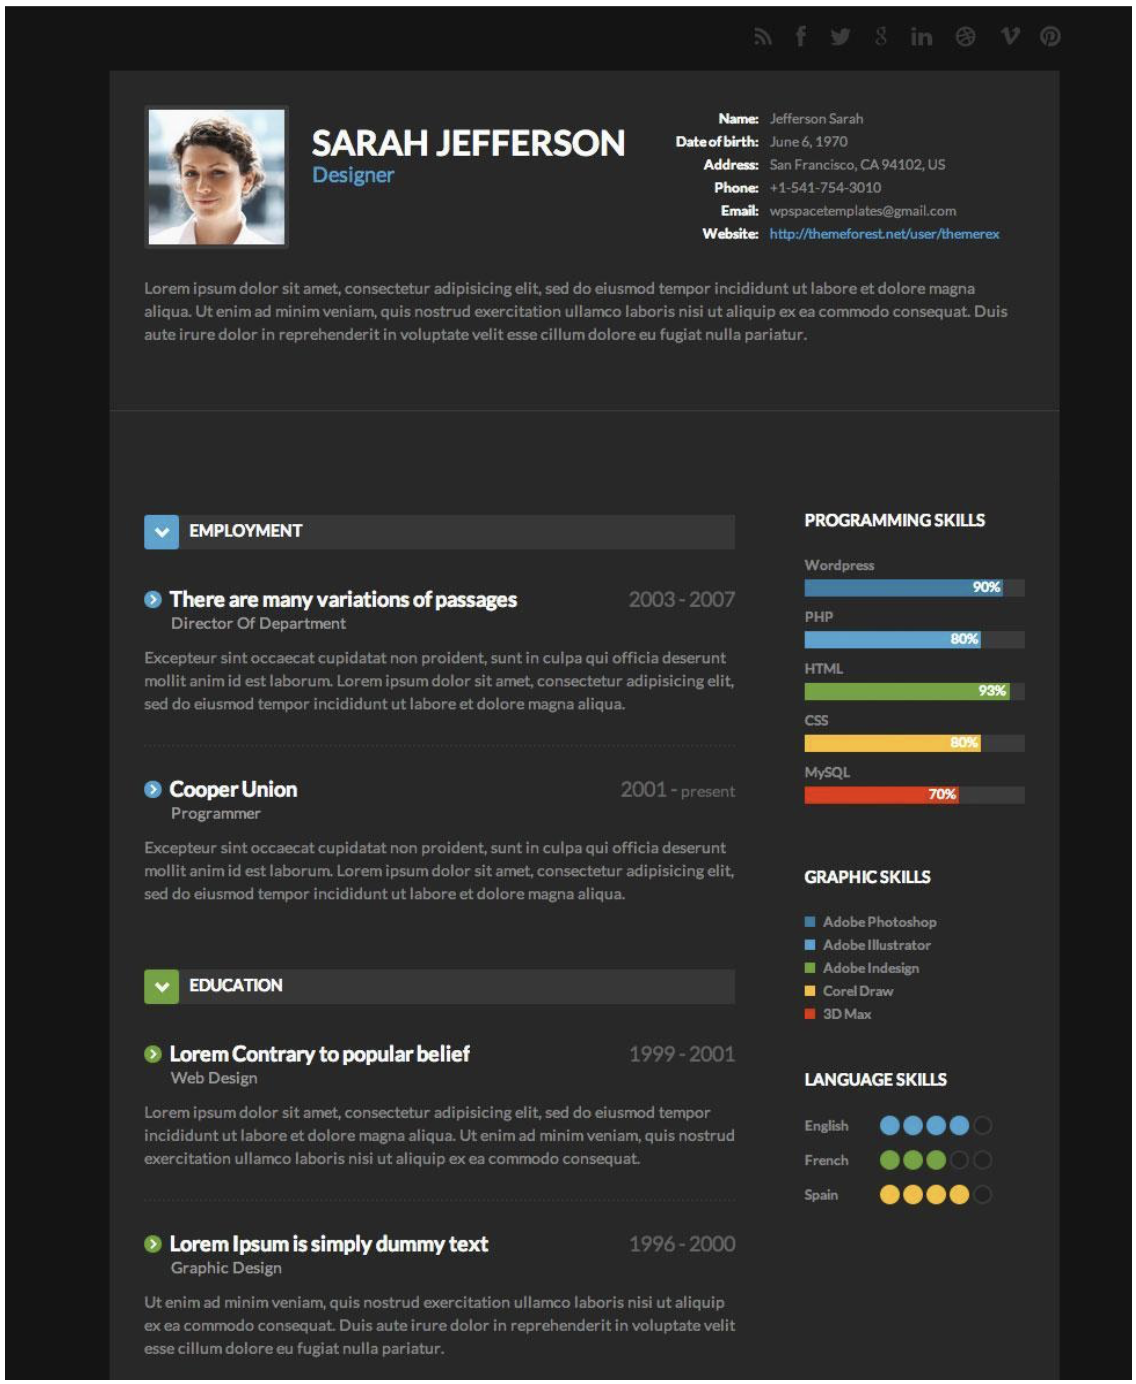 SARAH JEFFERSON
Designer
Name: Jefferson Sarah
Date of birth: June 6, 1970
Address: San Francisco, CA 94102, US
Phone: +1-541-754-3010
Email: wpspacetemplates@gmail.com
Website: http://themeforest.net/user/themerex
Lorem ipsum dolor sit amet, consectetur adipisicing elit, sed do eiusmod tempor incididunt ut labore et dolore magna
aliqua. Ut enim ad minim veniam, quis nostrud exercitation ullamco laboris nisi ut aliquip ex ea commodo consequat. Duis
aute irure dolor in reprehenderit in voluptate velit esse cillum dolore eu fugiat nulla pariatur.
EMPLOYMENT
There are many variations of passages 2003 - 2007
Director Of Department
Excepteur sint occaecat cupidatat non proident, sunt in culpa qui officia deserunt
mollit anim id est laborum. Lorem ipsum dolor sit amet, consectetur adipisicing elit,
sed do eiusmod tempor incididunt ut labore et dolore magna aliqua.
Cooper Union 2001 - present
Programmer
Excepteur sint occaecat cupidatat non proident, sunt in culpa qui officia deserunt
mollit anim id est laborum. Lorem ipsum dolor sit amet, consectetur adipisicing elit,
sed do eiusmod tempor incididunt ut labore et dolore magna aliqua.
EDUCATION
Lorem Contrary to popular belief 1999 - 2001
Web Design
Lorem ipsum dolor sit amet, consectetur adipisicing elit, sed do eiusmod tempor
incididunt ut labore et dolore magna aliqua. Ut enim ad minim veniam, quis nostrud
exercitation ullamco laboris nisi ut aliquip ex ea commodo consequat.
Lorem Ipsum is simply dummy text 1996 - 2000
Graphic Design
Ut enim ad minim veniam, quis nostrud exercitation ullamco laboris nisi ut aliquip
ex ea commodo consequat. Duis aute irure dolor in reprehenderit in voluptate velit
esse cillum dolore eu fugiat nulla pariatur.
PROGRAMMING SKILLS
Wordpress
90%
PHP
80%
HTML
93%
CSS
80%
MySQL
70%
GRAPHIC SKILLS
Adobe Photoshop
Adobe Illustrator
Adobe Indesign
Corel Draw
3D Max
LANGUAGE SKILLS
English
French
Spain